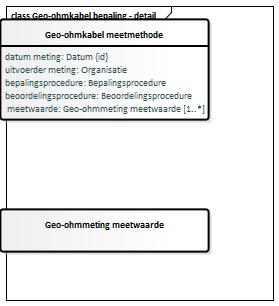 class Geo-ohmkabel bepaling - detail
Geo-ohmkabel meetmethode
datum meting: Datum {id}
uitvoerder meting: Organisatie
bepalingsprocedure: Bepalingsprocedure
beoordelingsprocedure: Beoordelingsprocedure
meetwaarde: Geo-ohmmeting meetwaarde [1..*]
Geo-ohmmeting meetwaarde